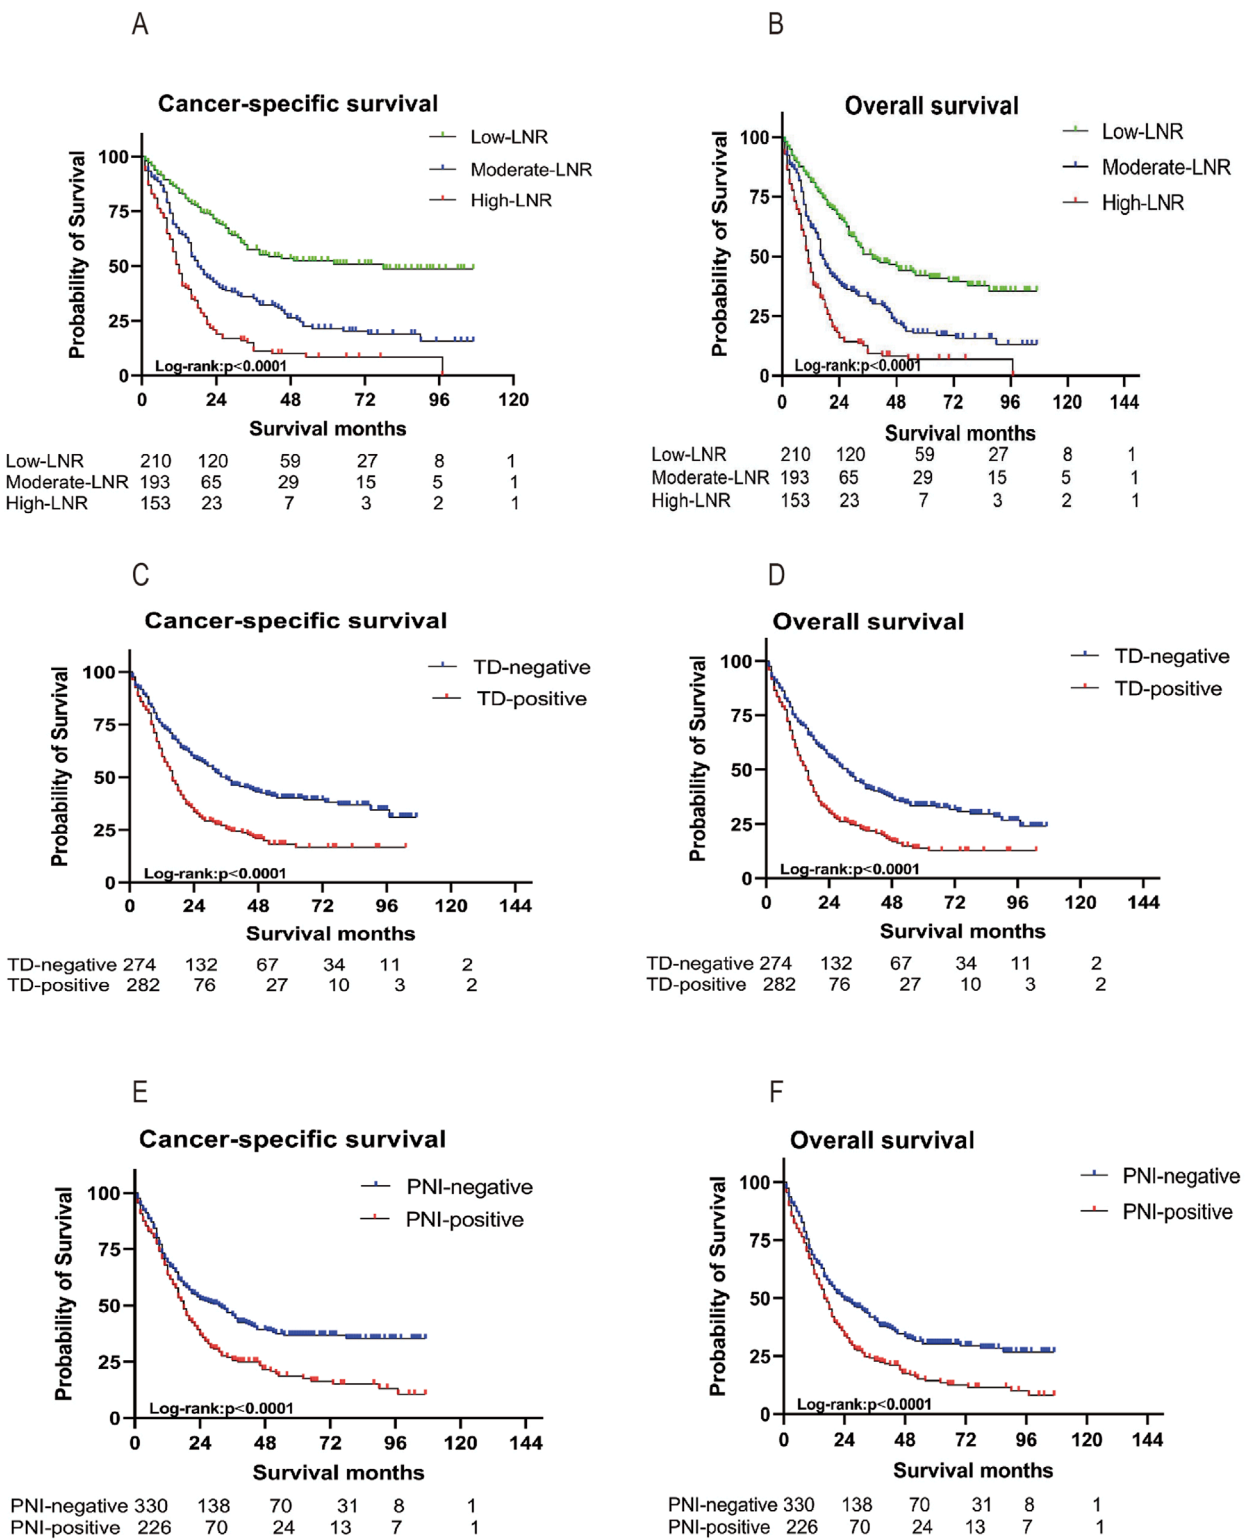 A
Cancer-specific survival
Low-LNR
Moderate-LNR
High-LNR
Probability of Survival
100
75
50
25
0
Log-rank:p<0.0001
0 24 48 72 96 120
Survival months
Low-LNR 210 120 59 27 8 1
Moderate-LNR 193 65 29 15 5 1
High-LNR 153 23 7 3 2 1
B
Overall survival
Low-LNR
Moderate-LNR
High-LNR
Probability of Survival
100
75
50
25
0
Log-rank:p<0.0001
0 24 48 72 96 120 144
Survival months
Low-LNR 210 120 59 27 8 1
Moderate-LNR 193 65 29 15 5 1
High-LNR 153 23 7 3 2 1
C
Cancer-specific survival
TD-negative
TD-positive
Probability of Survival
100
75
50
25
0
Log-rank:p<0.0001
0 24 48 72 96 120 144
Survival months
TD-negative 274 132 67 34 11 2
TD-positive 282 76 27 10 3 2
D
Overall survival
TD-negative
TD-positive
Probability of Survival
100
75
50
25
0
Log-rank:p<0.0001
0 24 48 72 96 120 144
Survival months
TD-negative 274 132 67 34 11 2
TD-positive 282 76 27 10 3 2
E
Cancer-specific survival
PNI-negative
PNI-positive
Probability of Survival
100
75
50
25
0
Log-rank:p<0.0001
0 24 48 72 96 120 144
Survival months
PNI-negative 330 138 70 31 8 1
PNI-positive 226 70 24 13 7 1
F
Overall survival
PNI-negative
PNI-positive
Probability of Survival
100
75
50
25
0
Log-rank:p<0.0001
0 24 48 72 96 120 144
Survival months
PNI-negative 330 138 70 31 8 1
PNI-positive 226 70 24 13 7 1